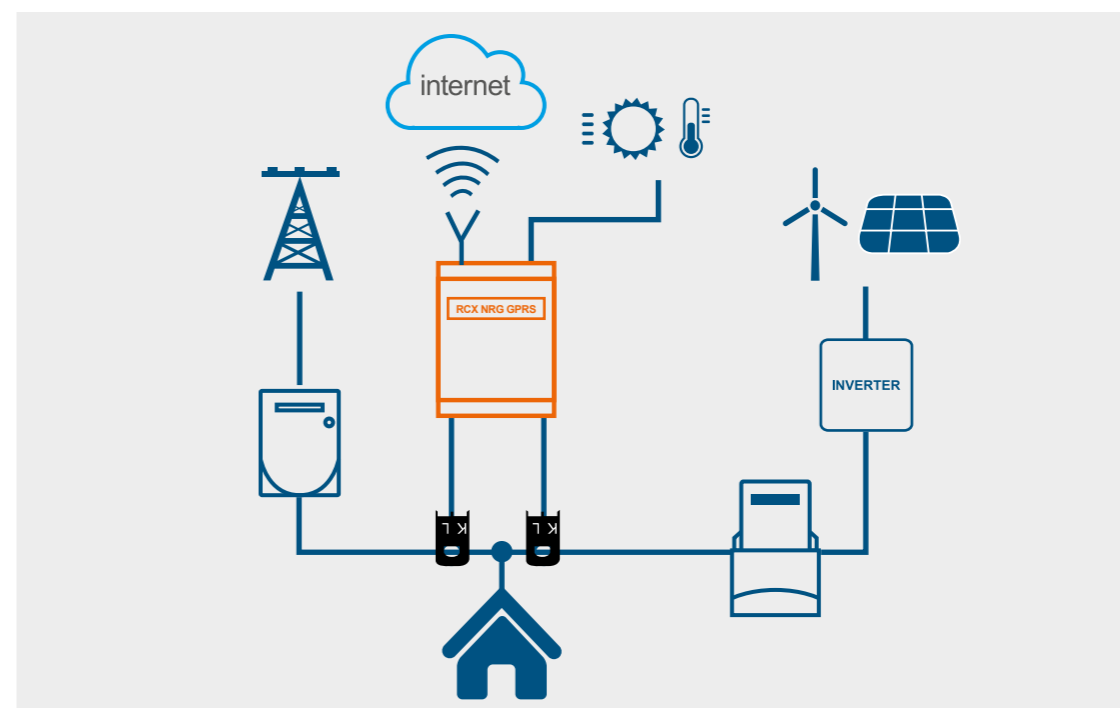 internet
RCX NRG GPRS
INVERTER
K L
K L